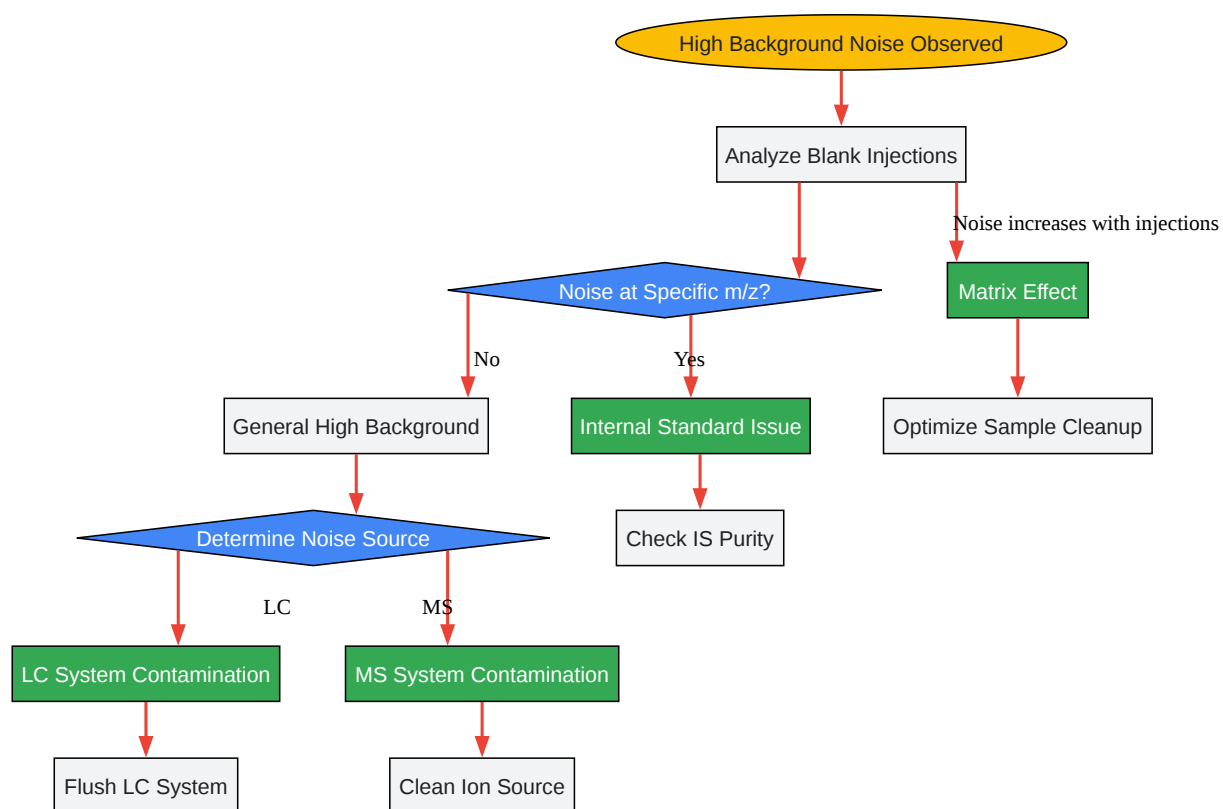 High Background Noise Observed
Analyze Blank Injections
Noise increases with injections
Noise at Specific m/z?
Matrix Effect
No
Yes
General High Background
Internal Standard Issue
Optimize Sample Cleanup
Determine Noise Source
Check IS Purity
LC
MS
LC System Contamination
MS System Contamination
Flush LC System
Clean Ion Source